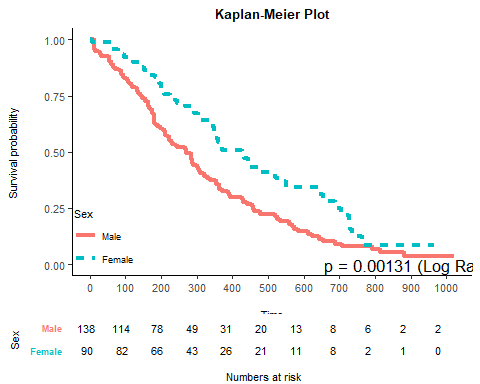 Kaplan-Meier Plot
Survival probability
1.00
0.75
0.50
0.25
0.00
Sex
Male
Female
p = 0.00131 (Log Ra
0 100 200 300 400 500 600 700 800 900 1000
Sex
Male 138 114 78 49 31 20 13 8 6 2 2
Female 90 82 66 43 26 21 11 8 2 1 0
Numbers at risk